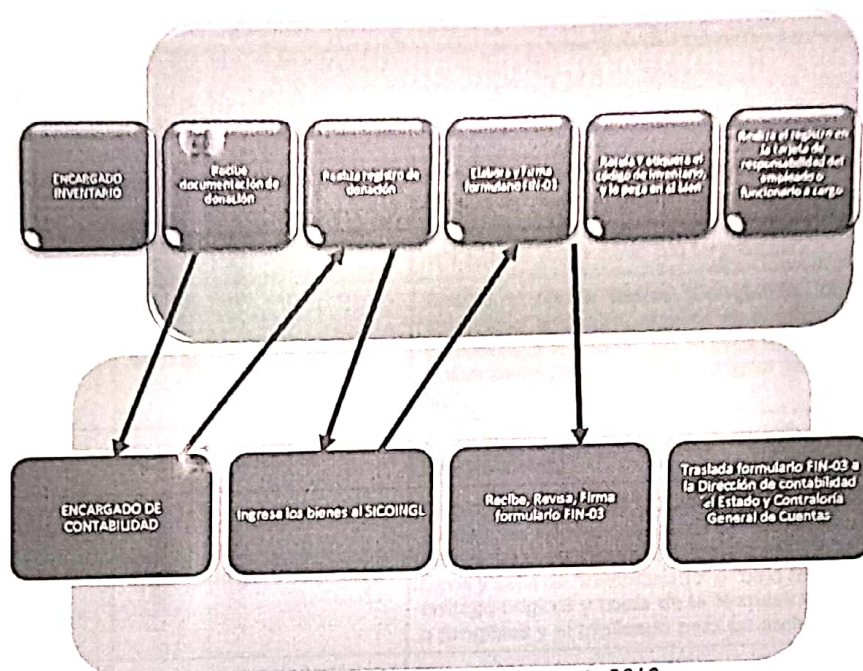 ENCARGADO
INVENTARIO
Recibe
documentación de
donación
Realiza registro de
donación
Elabora y Firma
formulario FIN-03
Rotula y etiqueta el
código de inventario,
y lo pega en el bien
Realiza el registro en
la tarjeta de
responsabilidad del
empleado o
funcionario a cargo
ENCARGADO DE
CONTABILIDAD
Ingresa los bienes al SICOINGL
Recibe, Revisa, Firma
formulario FIN-03
Traslada formulario FIN-03 a
la Dirección de contabilidad
el Estado y Contraloría
General de Cuentas